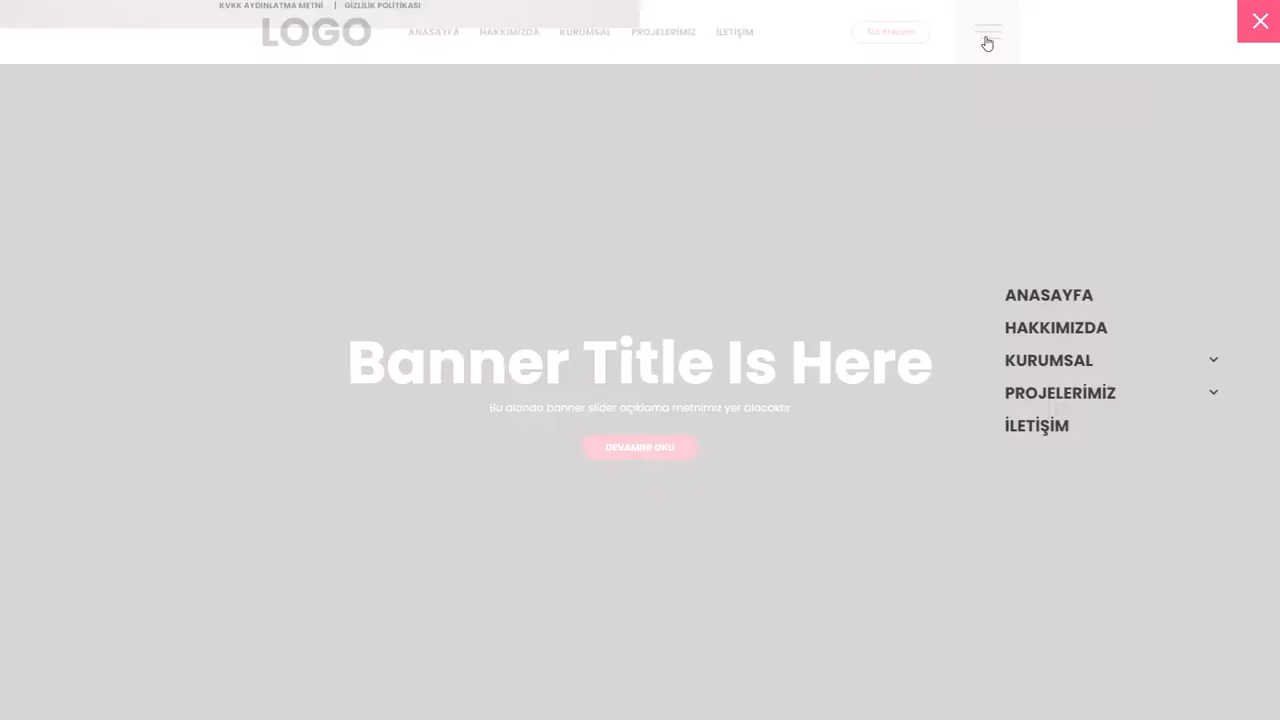 KVKK AYDINLATMA METNİ | GİZLİLİK POLİTİKASI
LOGO
ANASAYFA HAKKIMIZDA KURUMSAL PROJELERİMİZ İLETİŞİM
Sizi Arayalım
ANASAYFA
HAKKIMIZDA
KURUMSAL
PROJELERİMİZ
İLETİŞİM
Banner Title Is Here
Bu alanda banner slider açıklama metnimiz yer alacaktır.
DEVAMINI OKU